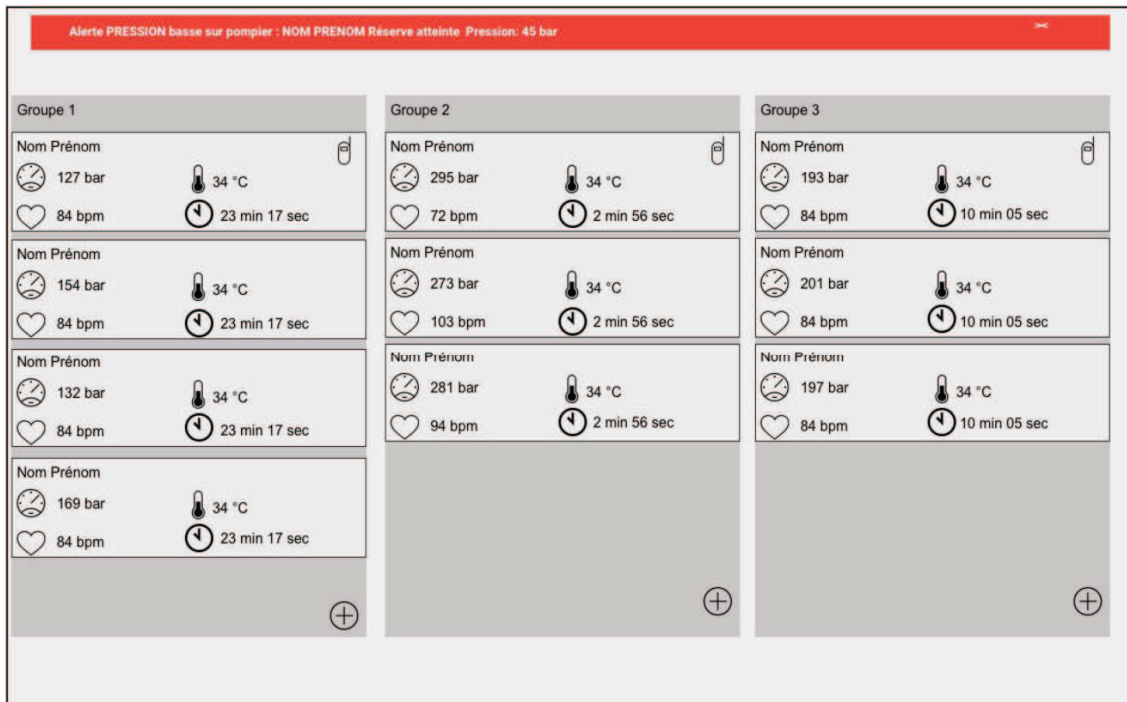 Alerte PRESSION basse sur pompier : NOM PRENOM Réserve atteinte Pression: 45 bar
Groupe 1
Nom Prénom
127 bar
34 °C
84 bpm
23 min 17 sec
Nom Prénom
154 bar
34 °C
84 bpm
23 min 17 sec
Nom Prénom
132 bar
34 °C
84 bpm
23 min 17 sec
Nom Prénom
169 bar
34 °C
84 bpm
23 min 17 sec
Groupe 2
Nom Prénom
295 bar
34 °C
72 bpm
2 min 56 sec
Nom Prénom
273 bar
34 °C
103 bpm
2 min 56 sec
Nom Prénom
281 bar
34 °C
94 bpm
2 min 56 sec
Groupe 3
Nom Prénom
193 bar
34 °C
84 bpm
10 min 05 sec
Nom Prénom
201 bar
34 °C
84 bpm
10 min 05 sec
Nom Prénom
197 bar
34 °C
84 bpm
10 min 05 sec